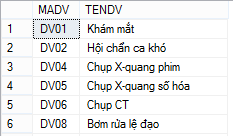 MADV TENDV
1 DV01 Khám mắt
2 DV02 Hội chẩn ca khó
3 DV04 Chụp X-quang phim
4 DV05 Chụp X-quang số hóa
5 DV06 Chụp CT
6 DV08 Bơm rửa lệ đạo